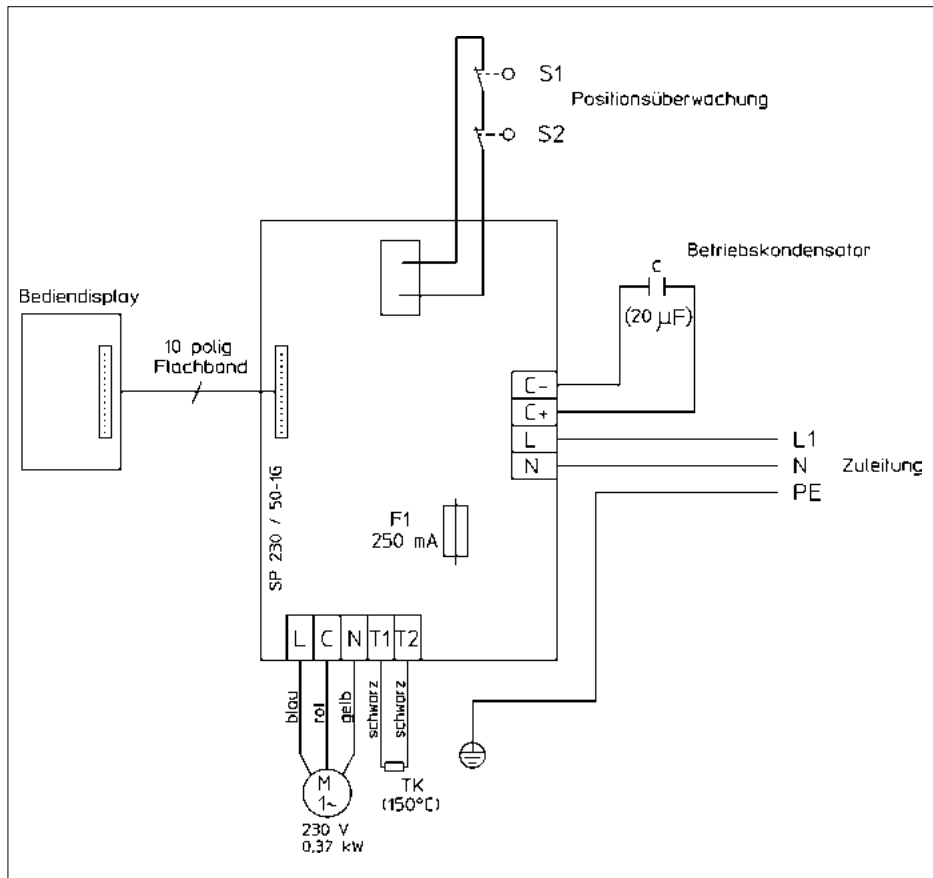 S1
Positionsüberwachung
S2
Betriebskondensator
C
(20 µF)
Bediendisplay
10 polig
Flachband
C-
C+
L
N
L1
N Zuleitung
PE
F1
250 mA
SP 230 / 50-1G
L C N T1 T2
blau
rot
gelb
schwarz
schwarz
M
1~
TK
(150°C)
230 V
0,37 kW